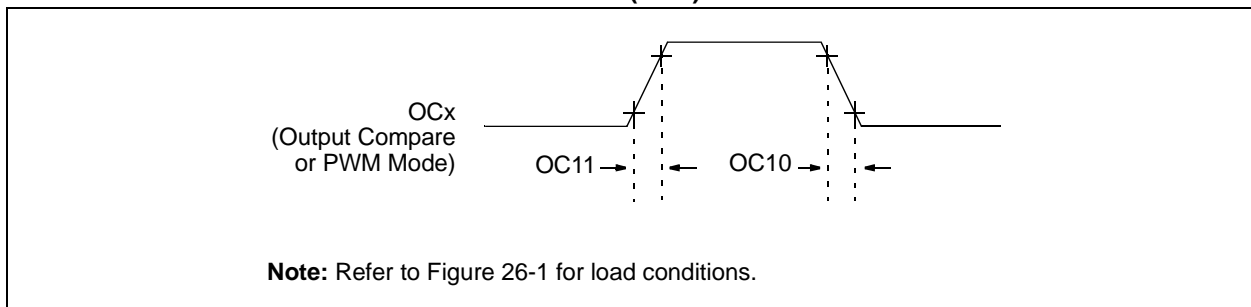 OCx
(Output Compare
or PWM Mode)
OC11
OC10
Note: Refer to Figure 26-1 for load conditions.